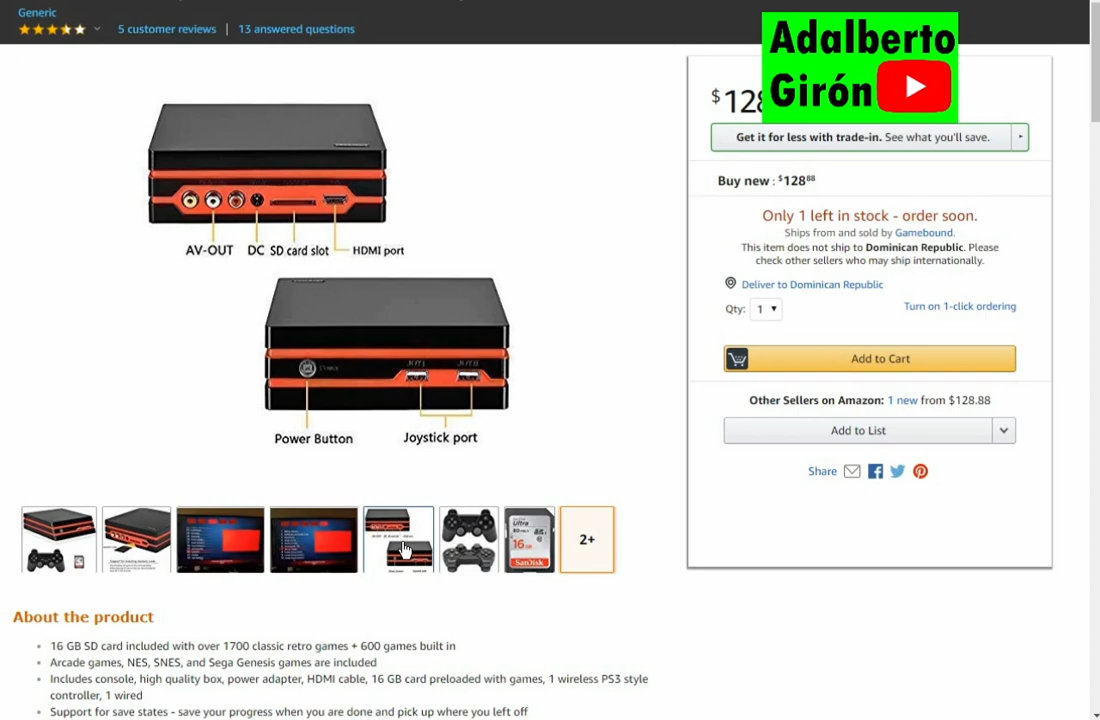 Generic
5 customer reviews | 13 answered questions
Adalberto
Girón
$128
Get it for less with trade-in. See what you'll save.
Buy new : $128 88
Only 1 left in stock - order soon.
Ships from and sold by Gamebound.
This item does not ship to Dominican Republic. Please
check other sellers who may ship internationally.
Deliver to Dominican Republic
Qty: 1
Turn on 1-click ordering
Add to Cart
Other Sellers on Amazon: 1 new from $128.88
Add to List
Share
AV-OUT DC SD card slot HDMI port
JOY I JOY II
Power Button Joystick port
Ultra
16
SanDisk
2+
About the product
16 GB SD card included with over 1700 classic retro games + 600 games built in
Arcade games, NES, SNES, and Sega Genesis games are included
Includes console, high quality box, power adapter, HDMI cable, 16 GB card preloaded with games, 1 wireless PS3 style
controller, 1 wired
Support for save states - save your progress when you are done and pick up where you left off